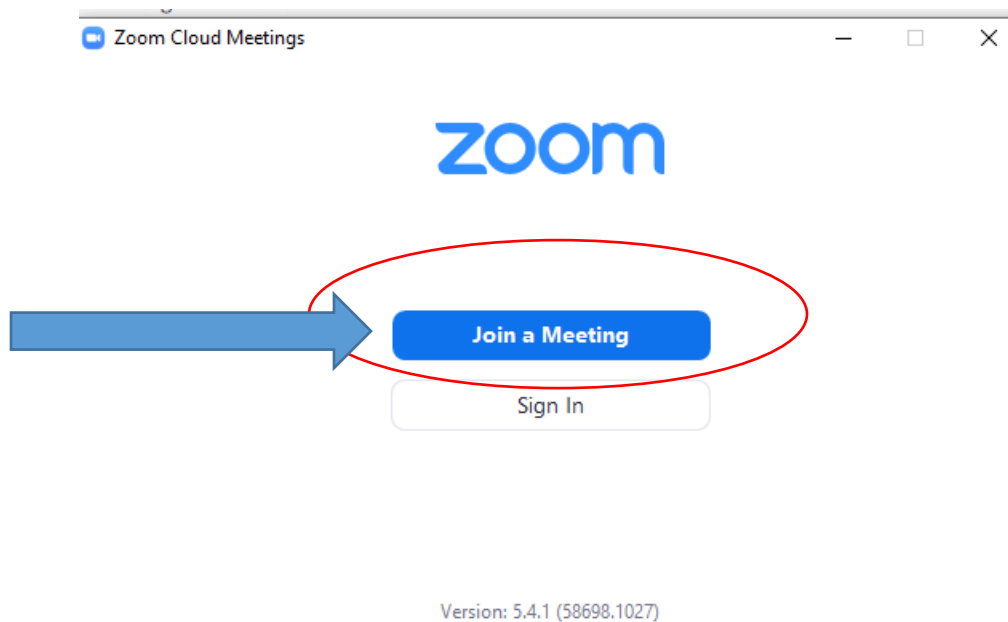 Zoom Cloud Meetings
zoom
Join a Meeting
Sign In
Version: 5.4.1 (58698.1027)